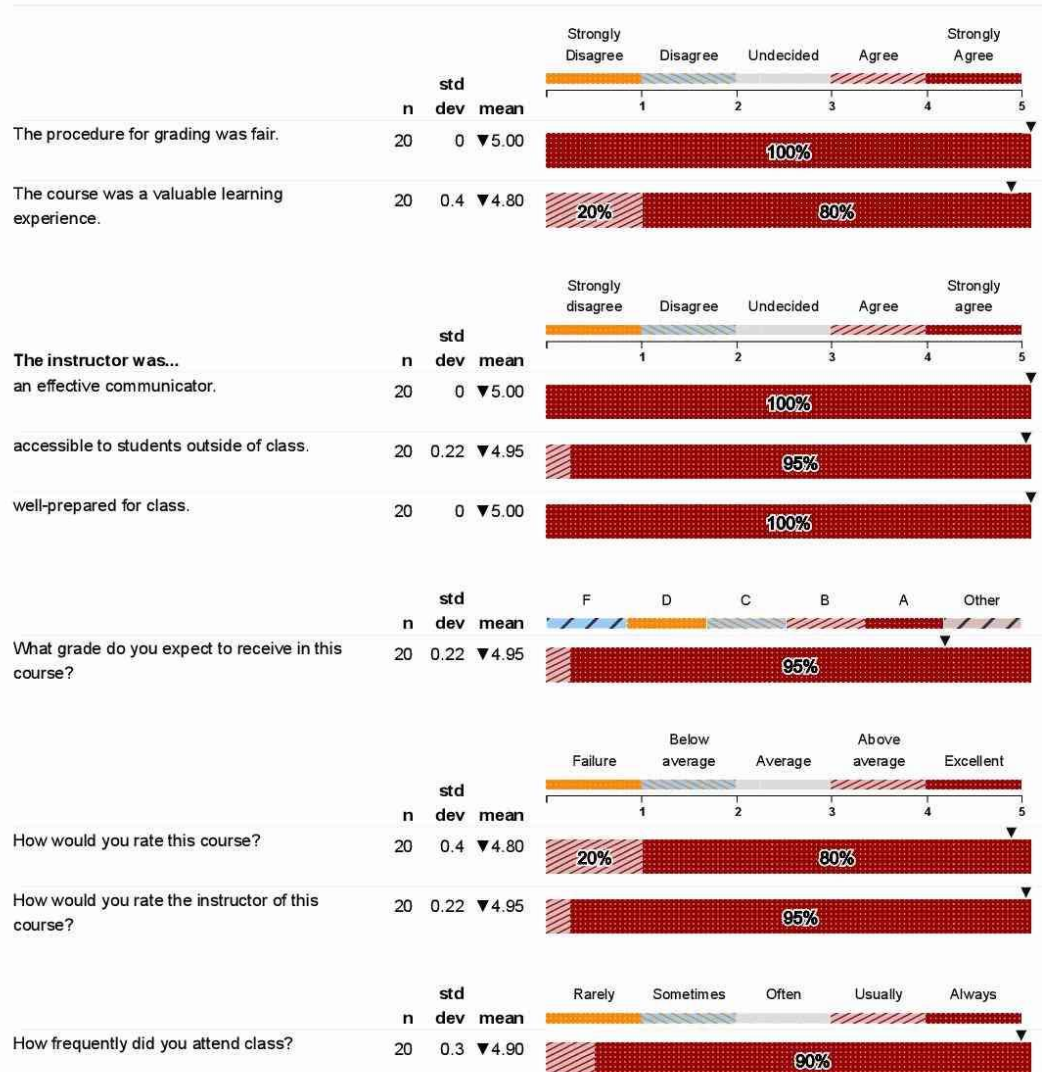 Strongly Disagree Disagree Undecided Agree Strongly Agree
n std dev mean 1 2 3 4 5
The procedure for grading was fair. 20 0 ▼5.00 100%
The course was a valuable learning 20 0.4 ▼4.80 20% 80%
experience.
Strongly disagree Disagree Undecided Agree Strongly agree
The instructor was... n std dev mean 1 2 3 4 5
an effective communicator. 20 0 ▼5.00 100%
accessible to students outside of class. 20 0.22 ▼4.95 95%
well-prepared for class. 20 0 ▼5.00 100%
n std dev mean F D C B A Other
What grade do you expect to receive in this 20 0.22 ▼4.95 95%
course?
Failure Below average Average Above average Excellent
n std dev mean 1 2 3 4 5
How would you rate this course? 20 0.4 ▼4.80 20% 80%
How would you rate the instructor of this 20 0.22 ▼4.95 95%
course?
n std dev mean Rarely Sometimes Often Usually Always
How frequently did you attend class? 20 0.3 ▼4.90 90%